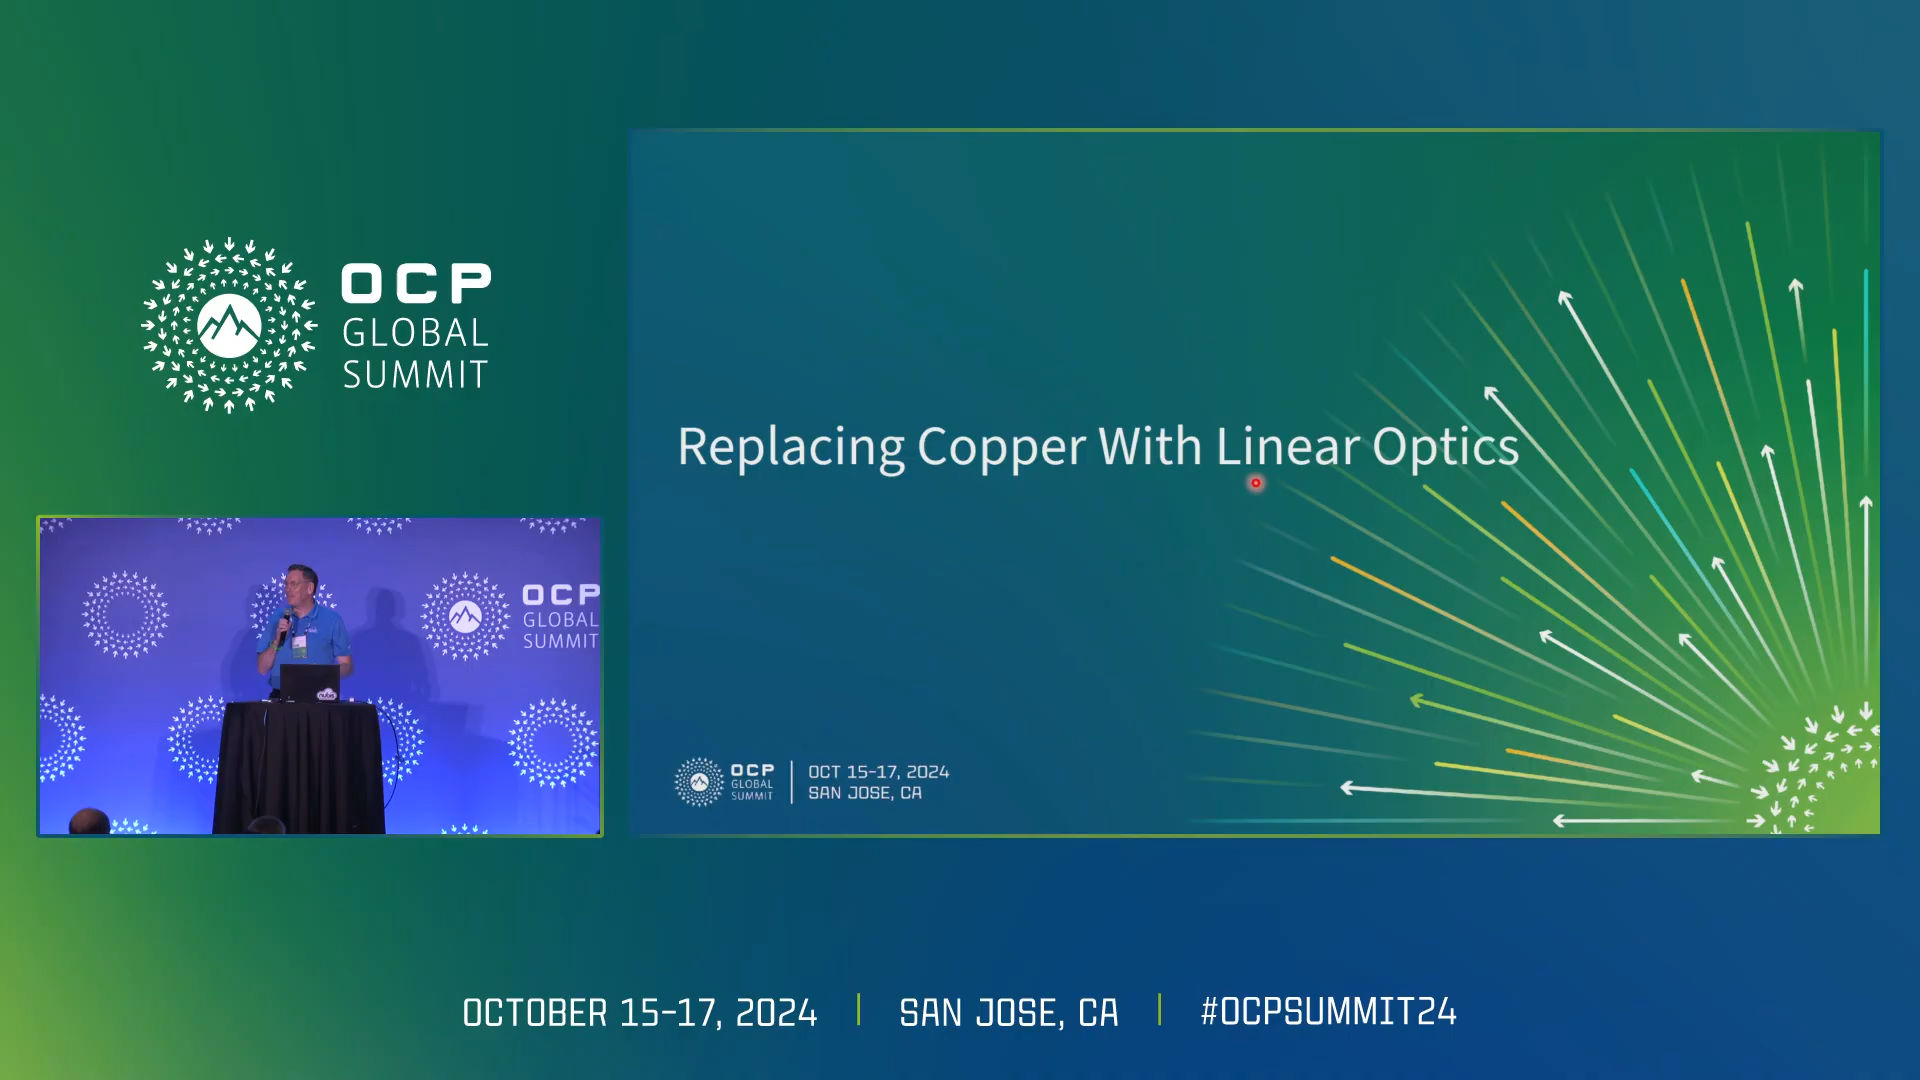 OCP
GLOBAL
SUMMIT
Replacing Copper With Linear Optics
OCP
GLOBAL
SUMMIT
OCT 15-17, 2024
SAN JOSE, CA
OCP
GLOBAL
SUMMIT
nubis
OCTOBER 15-17, 2024
SAN JOSE, CA
#OCPSUMMIT24